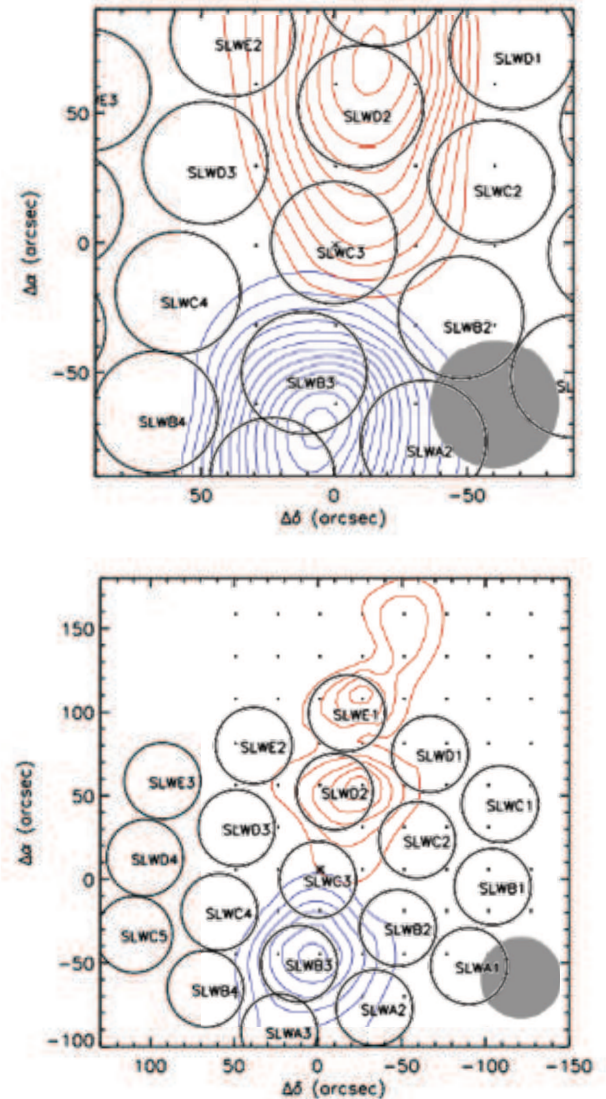 SLWE2
SLWD1
50
E3
SLWD2
SLWD3
SLWC2
Δα (arcsec)
0
SLWC3
SLWC4
SLWB2
-50
SLWB3
SL
SLWB4
SLWA2
50
0
-50
Δδ (arcsec)
150
100
SLWE1
SLWE2
SLWD1
SLWE3
50
SLWD2
SLWC1
SLWD3
SLWC2
Δα (arcsec)
SLWD4
0
SLWC3
SLWB1
SLWC4
SLWB2
SLWC5
-50
SLWB3
SLWA1
SLWB4
SLWA2
SLWA3
-100
100
50
0
-50
-100
-150
Δδ (arcsec)